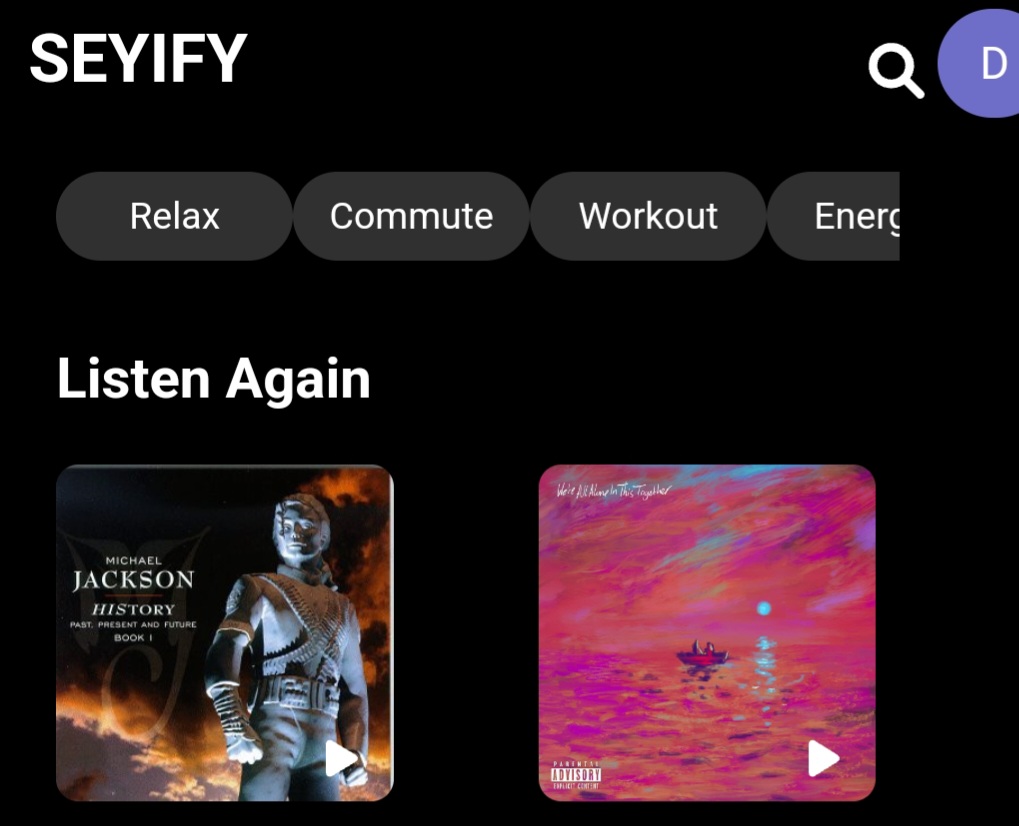 SEYIFY
D
Relax
Commute
Workout
Energ
Listen Again
MICHAEL
JACKSON
HISTORY
PAST, PRESENT AND FUTURE
BOOK I
We're All Alone In This Together
PARENTAL
ADVISORY
EXPLICIT CONTENT